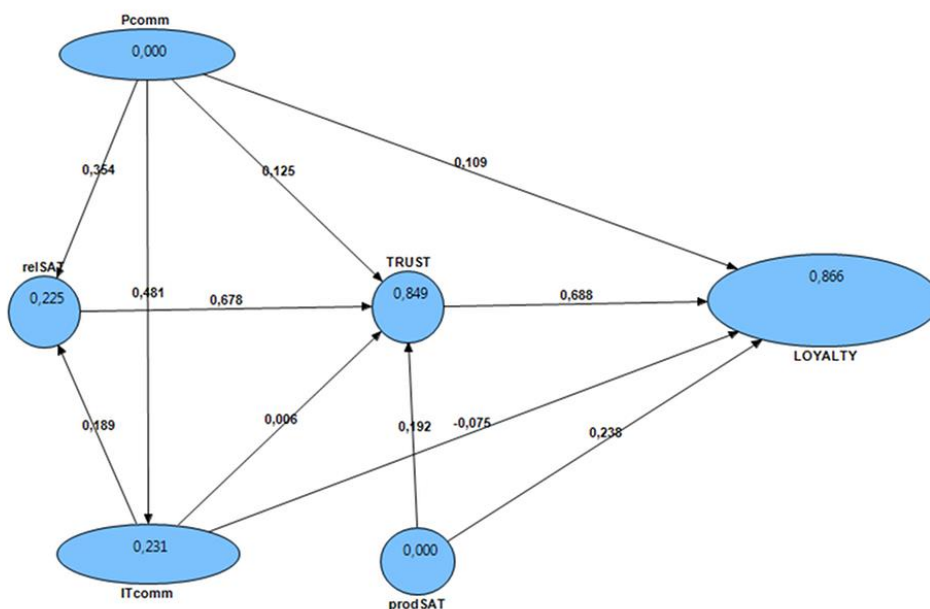 Pcomm
0,000
0,354
0,125
0,109
relSAT
TRUST
0,225
0,481
0,678
0,849
0,688
0,866
LOYALTY
0,189
0,006
0,192
-0,075
0,238
0,231
ITcomm
0,000
prodSAT